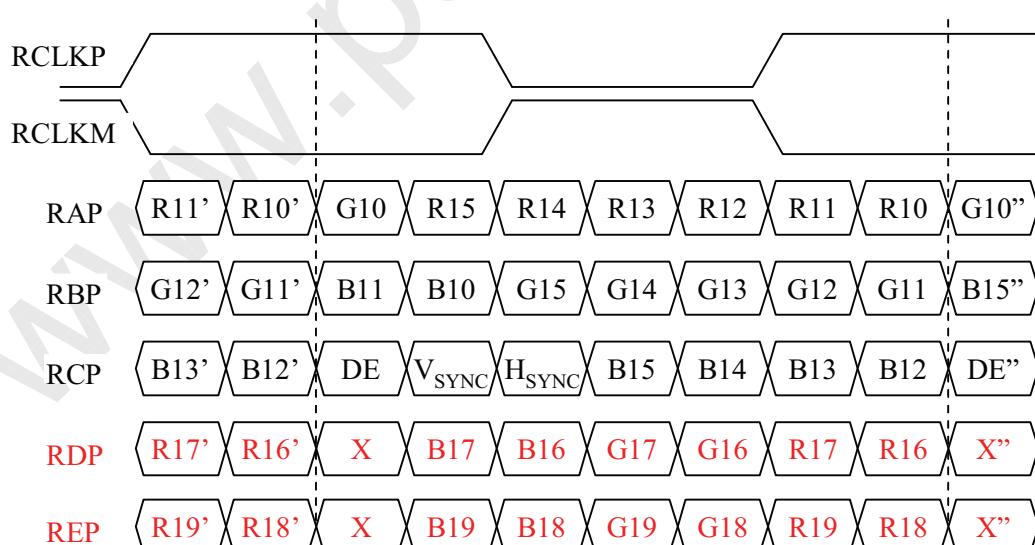 RCLKP
RCLKM
RAP R11’ R10’ G10 R15 R14 R13 R12 R11 R10 G10”
RBP G12’ G11’ B11 B10 G15 G14 G13 G12 G11 B15”
RCP B13’ B12’ DE VSYNC HSYNC B15 B14 B13 B12 DE”
RDP R17’ R16’ X B17 B16 G17 G16 R17 R16 X”
REP R19’ R18’ X B19 B18 G19 G18 R19 R18 X”
www.p